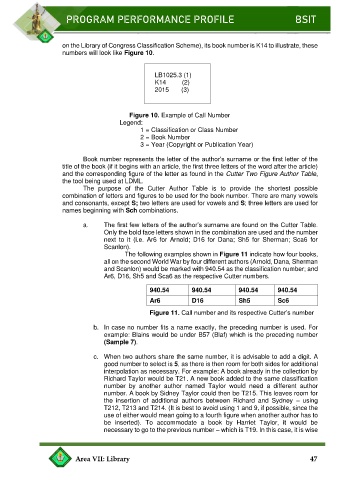 PROGRAM PERFORMANCE PROFILE BSIT
on the Library of Congress Classification Scheme), its book number is K14 to illustrate, these
numbers will look like Figure 10.
LB1025.3 (1)
K14 (2)
2015 (3)
Figure 10. Example of Call Number
Legend:
1 = Classification or Class Number
2 = Book Number
3 = Year (Copyright or Publication Year)
Book number represents the letter of the author's surname or the first letter of the
title of the book (if it begins with an article, the first three letters of the word after the article)
and the corresponding figure of the letter as found in the Cutter Two Figure Author Table,
the tool being used at LDML.
The purpose of the Cutter Author Table is to provide the shortest possible
combination of letters and figures to be used for the book number. There are many vowels
and consonants, except S; two letters are used for vowels and S; three letters are used for
names beginning with Sch combinations.
a. The first few letters of the author's surname are found on the Cutter Table.
Only the bold face letters shown in the combination are used and the number
next to it (i.e. Ar6 for Arnold; D16 for Dana; Sh5 for Sherman; Sca6 for
Scanlon).
The following examples shown in Figure 11 indicate how four books,
all on the second World War by four different authors (Arnold, Dana, Sherman
and Scanlon) would be marked with 940.54 as the classification number, and
Ar6, D16, Sh5 and Sca6 as the respective Cutter numbers.
940.54 940.54 940.54 940.54
Ar6 D16 Sh5 Sc6
Figure 11. Call number and its respective Cutter's number
b. In case no number fits a name exactly, the preceding number is used. For
example: Blains would be under B57 (Blaf) which is the preceding number
(Sample 7).
c. When two authors share the same number, it is advisable to add a digit. A
good number to select is 5, as there is then room for both sides for additional
interpolation as necessary. For example: A book already in the collection by
Richard Taylor would be T21. A new book added to the same classification
number by another author named Taylor would need a different author
number. A book by Sidney Taylor could then be T215. This leaves room for
the insertion of additional authors between Richard and Sydney – using
T212, T213 and T214. (It is best to avoid using 1 and 9, if possible, since the
use of either would mean going to a fourth figure when another author has to
be inserted). To accommodate a book by Harriet Taylor, it would be
necessary to go to the previous number – which is T19. In this case, it is wise
Area VII: Library 47